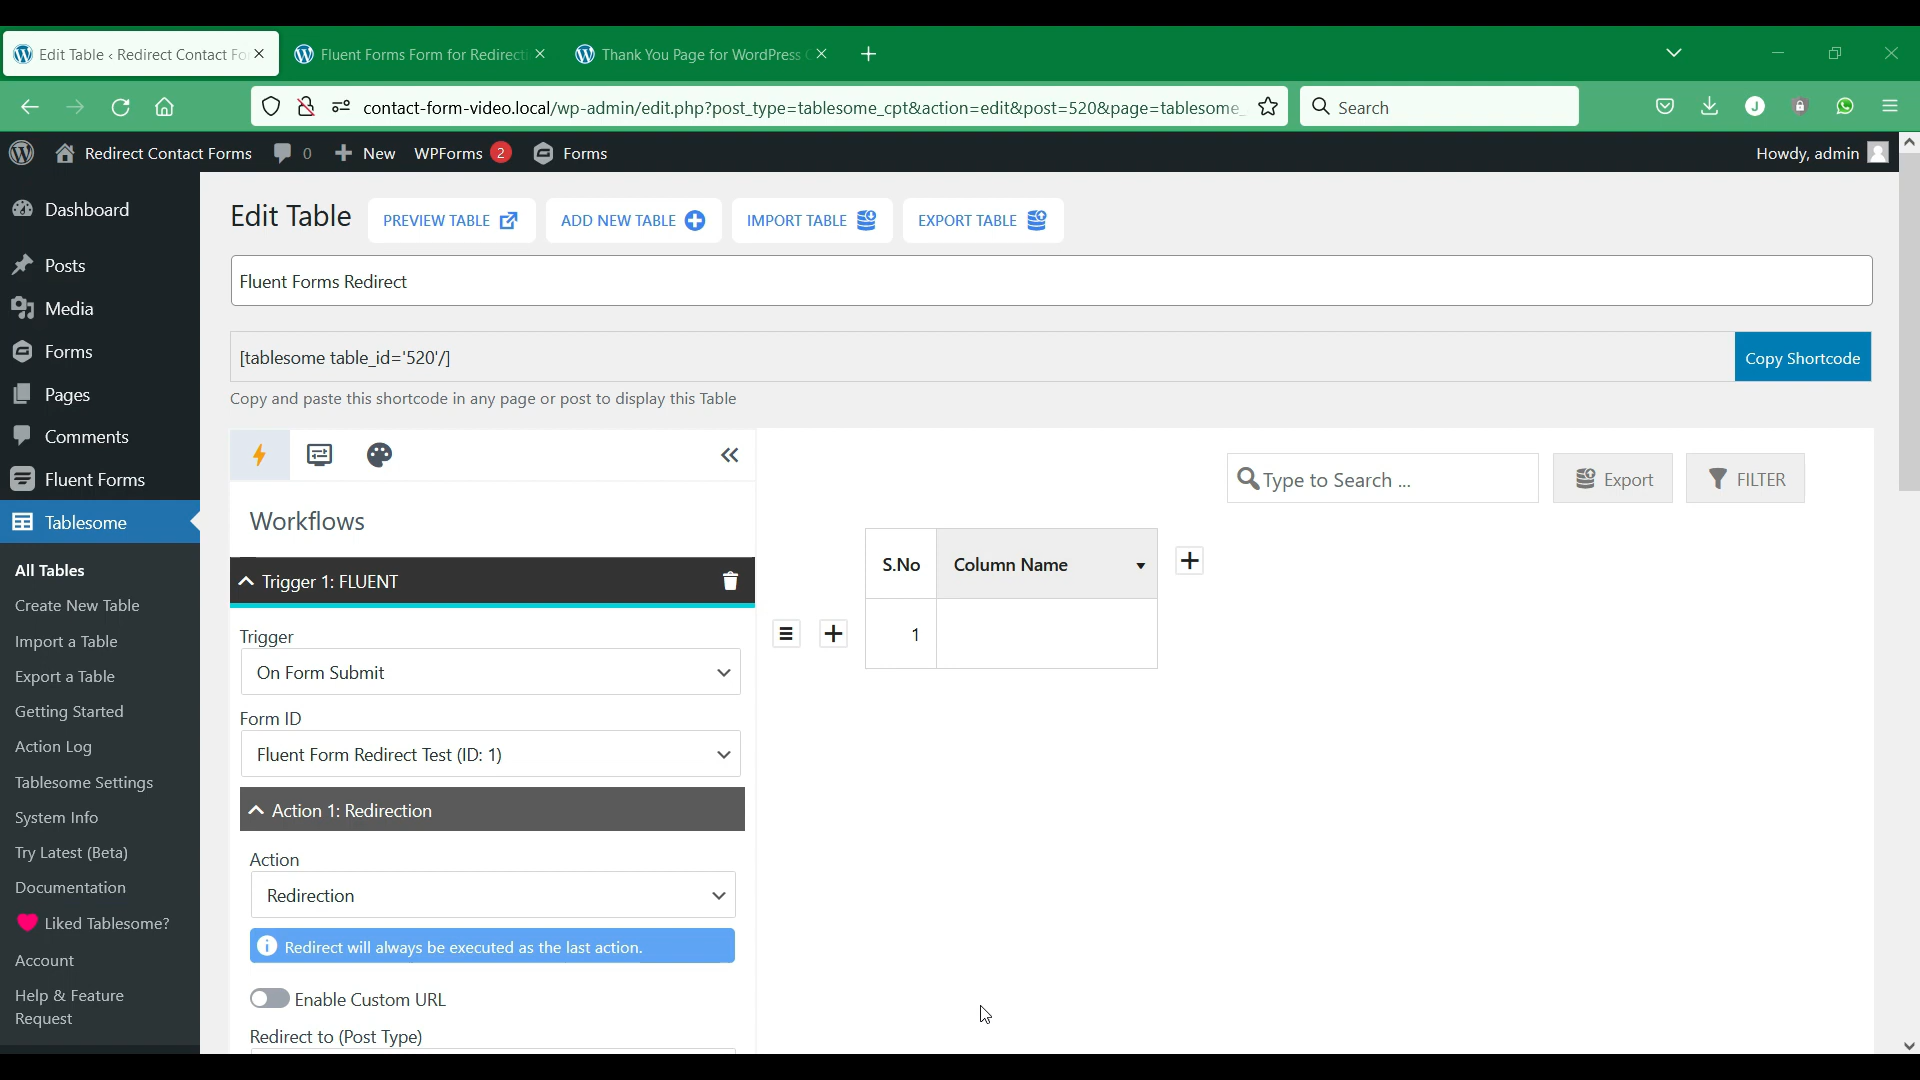 Edit Table ‹ Redirect Contact Fo
Fluent Forms Form for Redirecti
Thank You Page for WordPress
contact-form-video.local/wp-admin/edit.php?post_type=tablesome_cpt&action=edit&post=520&page=tablesome_
Search
Redirect Contact Forms
0
New
WPForms 2
Forms
Howdy, admin
Dashboard
Posts
Media
Forms
Pages
Comments
Fluent Forms
Tablesome
All Tables
Create New Table
Import a Table
Export a Table
Getting Started
Action Log
Tablesome Settings
System Info
Try Latest (Beta)
Documentation
Liked Tablesome?
Account
Help & Feature
Request
Edit Table
PREVIEW TABLE
ADD NEW TABLE
IMPORT TABLE
EXPORT TABLE
Fluent Forms Redirect
[tablesome table_id='520'/]
Copy Shortcode
Copy and paste this shortcode in any page or post to display this Table
Workflows
Trigger 1: FLUENT
Trigger
On Form Submit
Form ID
Fluent Form Redirect Test (ID: 1)
Action 1: Redirection
Action
Redirection
Redirect will always be executed as the last action.
Enable Custom URL
Redirect to (Post Type)
Type to Search ...
Export
FILTER
S.No
Column Name
1